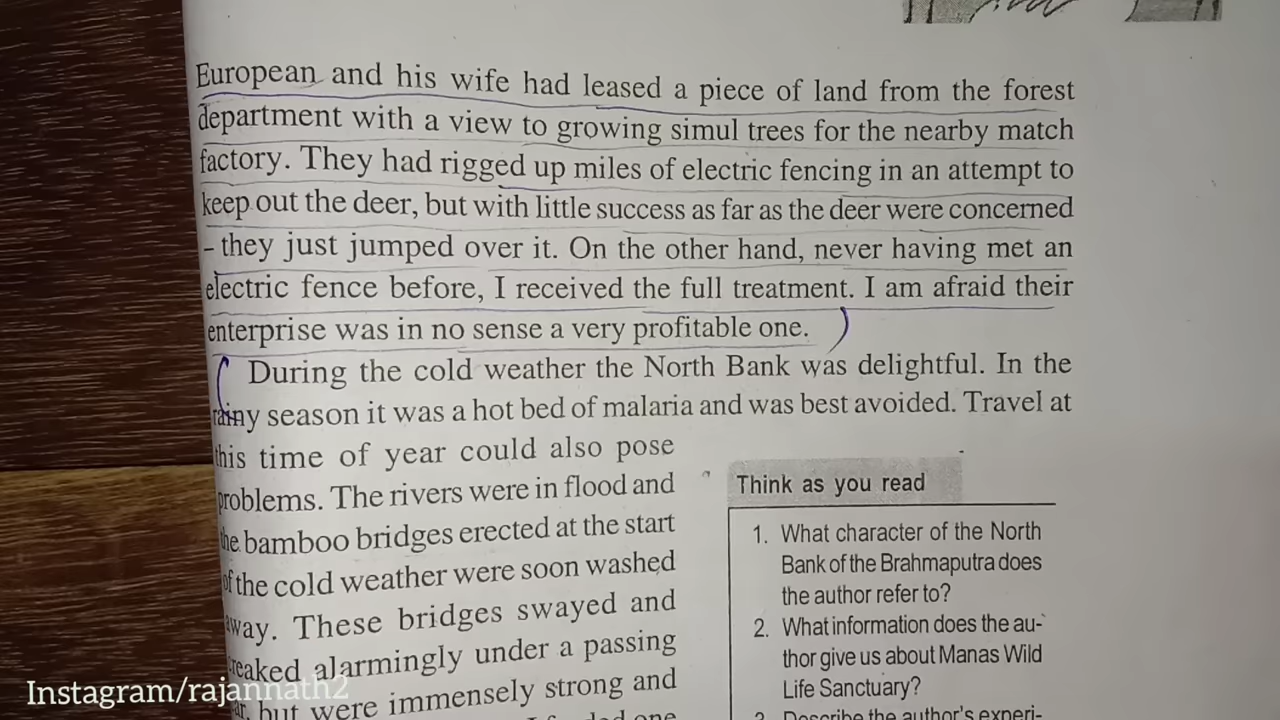 European and his wife had leased a piece of land from the forest
department with a view to growing simul trees for the nearby match
factory. They had rigged up miles of electric fencing in an attempt to
keep out the deer, but with little success as far as the deer were concerned
– they just jumped over it. On the other hand, never having met an
electric fence before, I received the full treatment. I am afraid their
enterprise was in no sense a very profitable one.
During the cold weather the North Bank was delightful. In the
rainy season it was a hot bed of malaria and was best avoided. Travel at
this time of year could also pose
problems. The rivers were in flood and
the bamboo bridges erected at the start
of the cold weather were soon washed
away. These bridges swayed and
creaked alarmingly under a passing
but were immensely strong and
one
Think as you read
1. What character of the North
Bank of the Brahmaputra does
the author refer to?
2. What information does the au-
thor give us about Manas Wild
Life Sanctuary?
3. Describe the author's experi-
Instagram/rajannath2